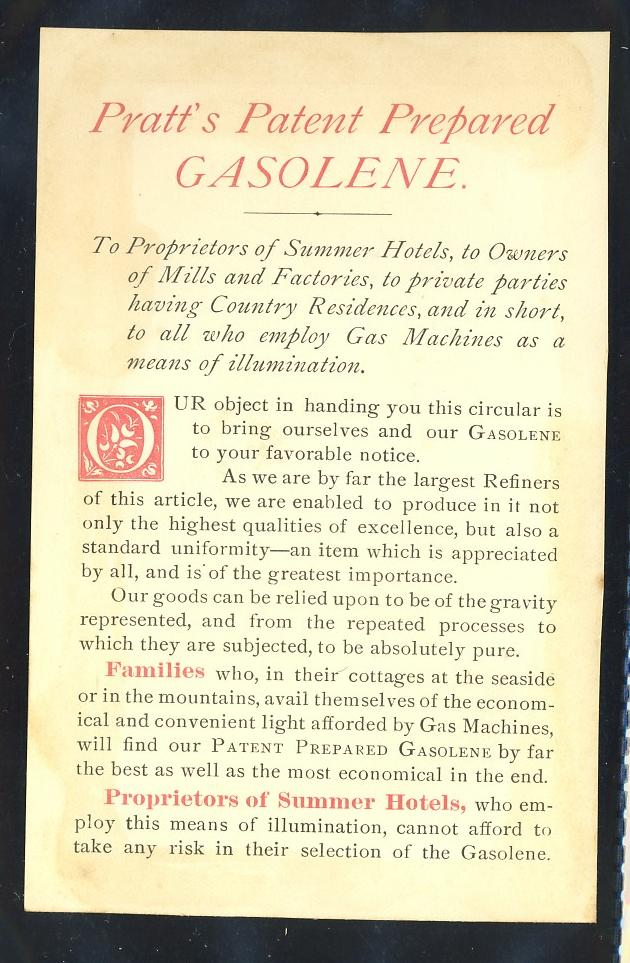 Pratt's Patent Prepared
GASOLENE.
To Proprietors of Summer Hotels, to Owners
of Mills and Factories, to private parties
having Country Residences, and in short,
to all who employ Gas Machines as a
means of illumination.
OUR object in handing you this circular is
to bring ourselves and our GASOLENE
to your favorable notice.
As we are by far the largest Refiners
of this article, we are enabled to produce in it not
only the highest qualities of excellence, but also a
standard uniformity—an item which is appreciated
by all, and is of the greatest importance.
Our goods can be relied upon to be of the gravity
represented, and from the repeated processes to
which they are subjected, to be absolutely pure.
Families who, in their cottages at the seaside
or in the mountains, avail themselves of the econom-
ical and convenient light afforded by Gas Machines,
will find our PATENT PREPARED GASOLENE by far
the best as well as the most economical in the end.
Proprietors of Summer Hotels, who em-
ploy this means of illumination, cannot afford to
take any risk in their selection of the Gasolene.